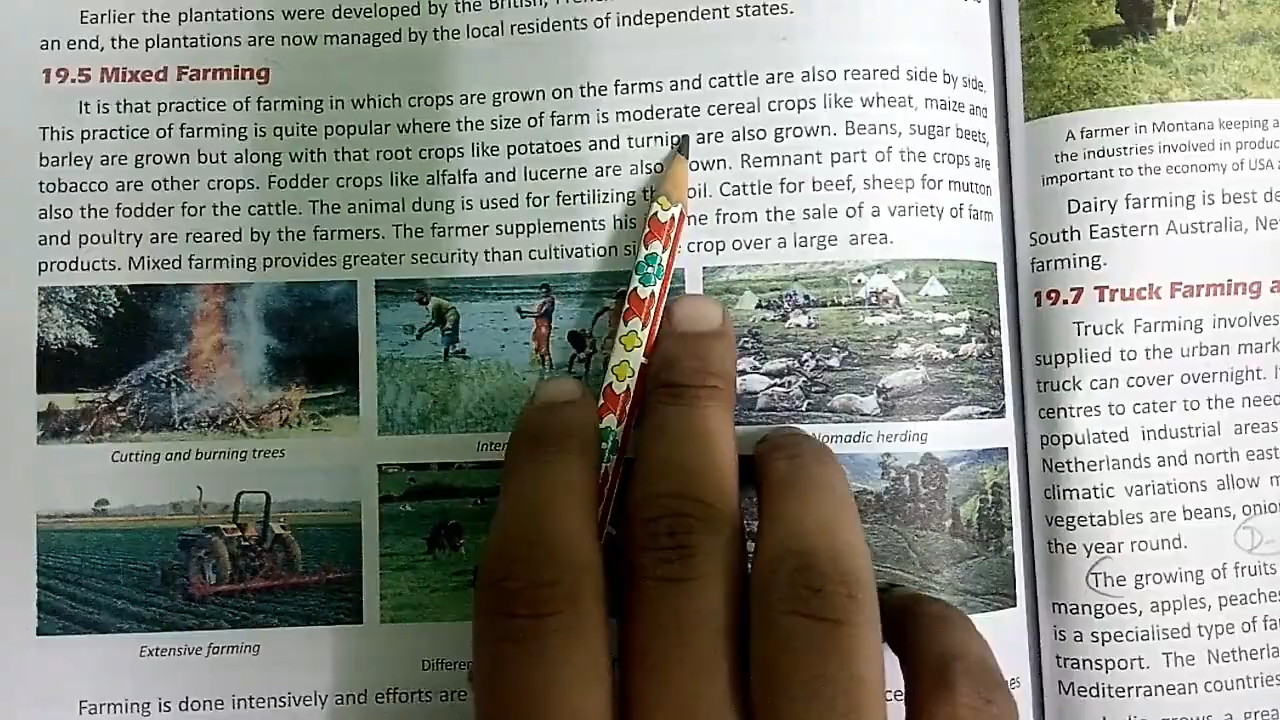 Earlier the plantations were developed by the British,
an end, the plantations are now managed by the local residents of independent states.
19.5 Mixed Farming
It is that practice of farming in which crops are grown on the farms and cattle are also reared side by side.
This practice of farming is quite popular where the size of farm is moderate cereal crops like wheat, maize and
barley are grown but along with that root crops like potatoes and turnip are also grown. Beans, sugar beets,
tobacco are other crops. Fodder crops like alfalfa and lucerne are also own. Remnant part of the crops are
also the fodder for the cattle. The animal dung is used for fertilizing th oil. Cattle for beef, sheep for mutton
and poultry are reared by the farmers. The farmer supplements his me from the sale of a variety of farm
products. Mixed farming provides greater security than cultivation si crop over a large area.
Cutting and burning trees
Inter
Nomadic herding
Extensive farming
Differen
Farming is done intensively and efforts are
A farmer in Montana keeping a
the industries involved in produc
important to the economy of USA
Dairy farming is best de
South Eastern Australia, Ne
farming.
19.7 Truck Farming a
Truck Farming involves
supplied to the urban mark
truck can cover overnight. I
centres to cater to the need
populated industrial areas
Netherlands and north east
climatic variations allow m
vegetables are beans, onio
the year round.
The growing of fruits
mangoes, apples, peache
is a specialised type of fa
transport. The Netherla
Mediterranean countries